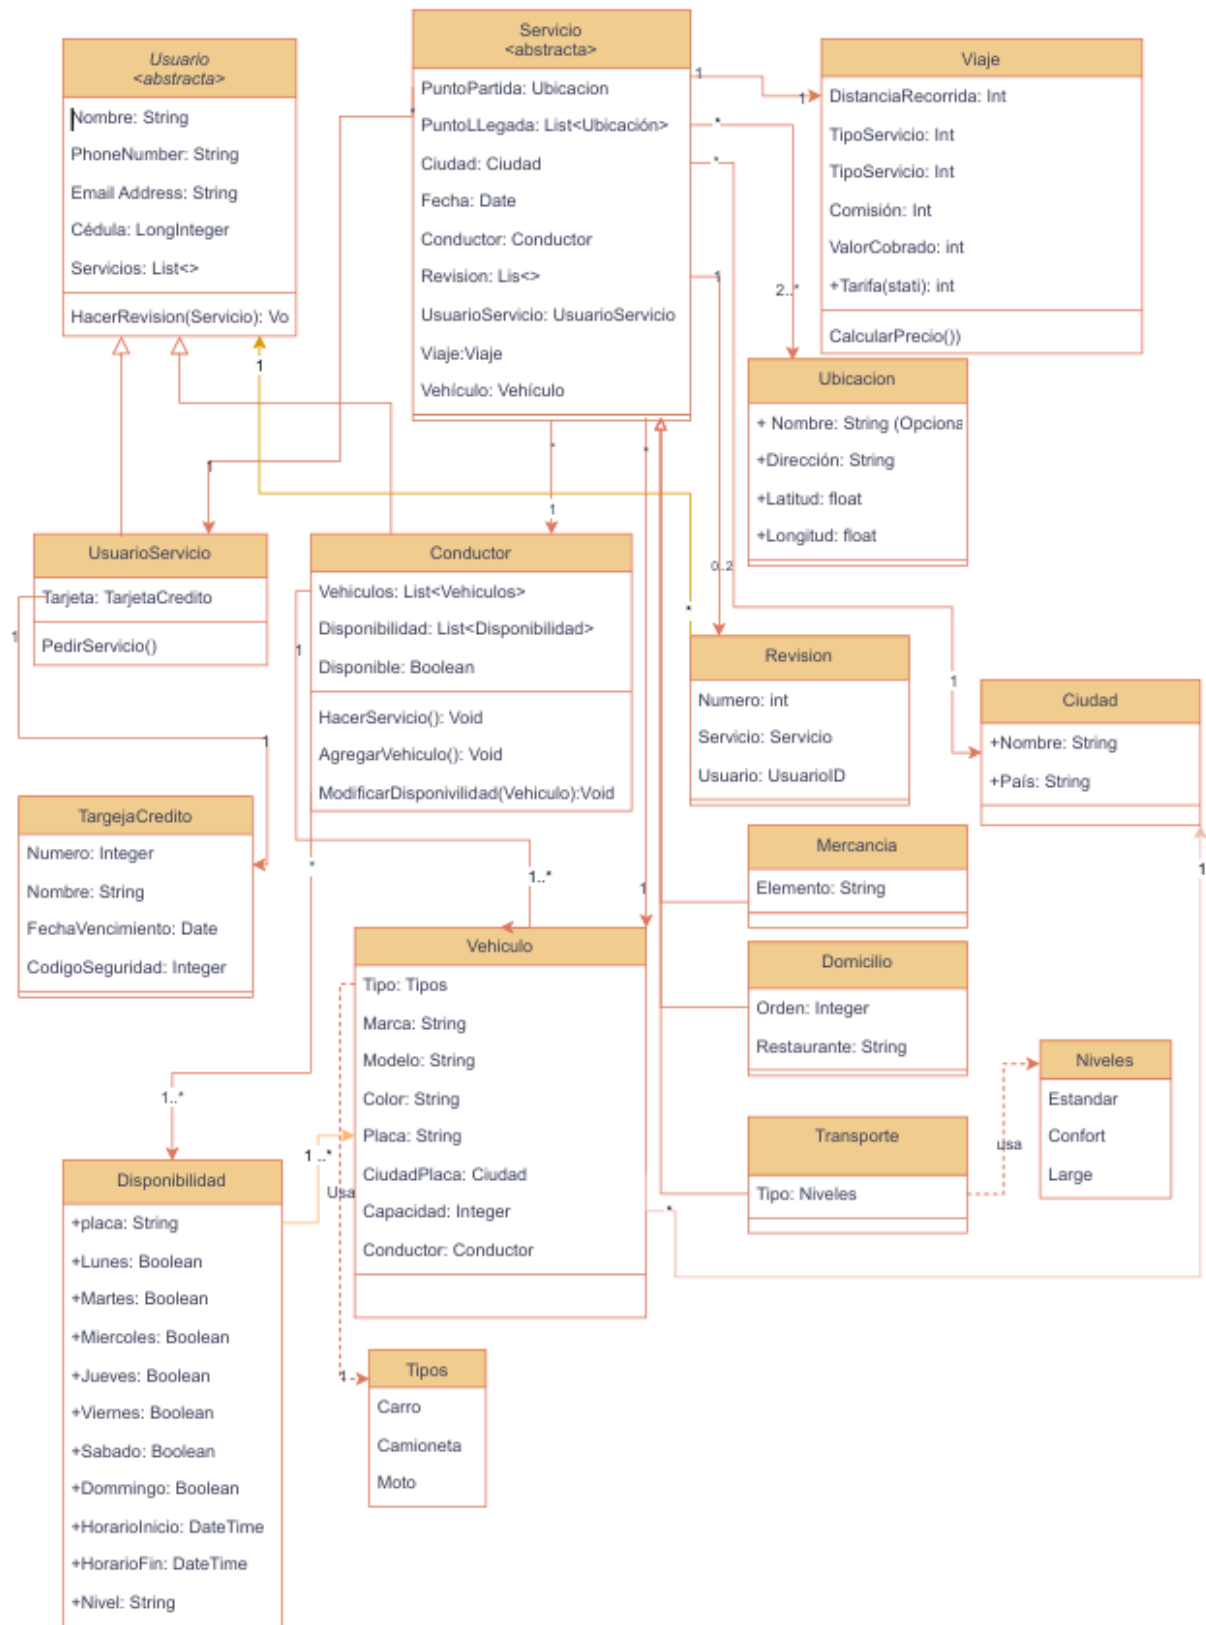 Usuario
<abstracta>
Nombre: String
PhoneNumber: String
Email Address: String
Cédula: LongInteger
Servicios: List<>
HacerRevision(Servicio): Vo
Servicio
<abstracta>
PuntoPartida: Ubicacion
PuntoLLegada: List<Ubicación>
Ciudad: Ciudad
Fecha: Date
Conductor: Conductor
Revision: Lis<>
UsuarioServicio: UsuarioServicio
Viaje:Viaje
Vehículo: Vehículo
Viaje
DistanciaRecorrida: Int
TipoServicio: Int
TipoServicio: Int
Comisión: Int
ValorCobrado: int
+Tarifa(stati): int
CalcularPrecio())
1
1
*
*
*
1
2..*
1
1
*
*
1
Ubicacion
+ Nombre: String (Opciona
+Dirección: String
+Latitud: float
+Longitud: float
UsuarioServicio
Tarjeta: TarjetaCredito
PedirServicio()
1
1
Conductor
Vehiculos: List<Vehiculos>
Disponibilidad: List<Disponibilidad>
Disponible: Boolean
HacerServicio(): Void
AgregarVehiculo(): Void
ModificarDisponivilidad(Vehiculo):Void
1
0..2
*
Revision
Numero: int
Servicio: Servicio
Usuario: UsuarioID
1
Ciudad
+Nombre: String
+País: String
1
TargejaCredito
Numero: Integer
Nombre: String
FechaVencimiento: Date
CodigoSeguridad: Integer
*
1..*
1
Mercancia
Elemento: String
Vehiculo
Tipo: Tipos
Marca: String
Modelo: String
Color: String
Placa: String
CiudadPlaca: Ciudad
Capacidad: Integer
Conductor: Conductor
Domicilio
Orden: Integer
Restaurante: String
Transporte
Tipo: Niveles
usa
Niveles
Estandar
Confort
Large
1..*
1 ..*
Usa
*
Disponibilidad
+placa: String
+Lunes: Boolean
+Martes: Boolean
+Miercoles: Boolean
+Jueves: Boolean
+Viernes: Boolean
+Sabado: Boolean
+Dommingo: Boolean
+HorarioInicio: DateTime
+HorarioFin: DateTime
+Nivel: String
1
Tipos
Carro
Camioneta
Moto